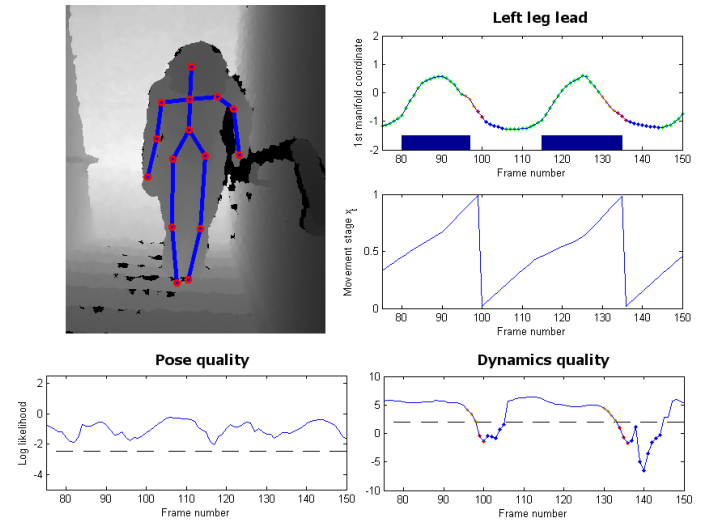 Left leg lead
1st manifold coordinate
2
1
0
-1
-2
80 90 100 110 120 130 140 150
Frame number
Movement stage x_t
1
0.5
0
80 90 100 110 120 130 140 150
Frame number
Pose quality
Log likelihood
2
0
-2
-4
80 90 100 110 120 130 140 150
Frame number
Dynamics quality
10
5
0
-5
-10
80 90 100 110 120 130 140 150
Frame number